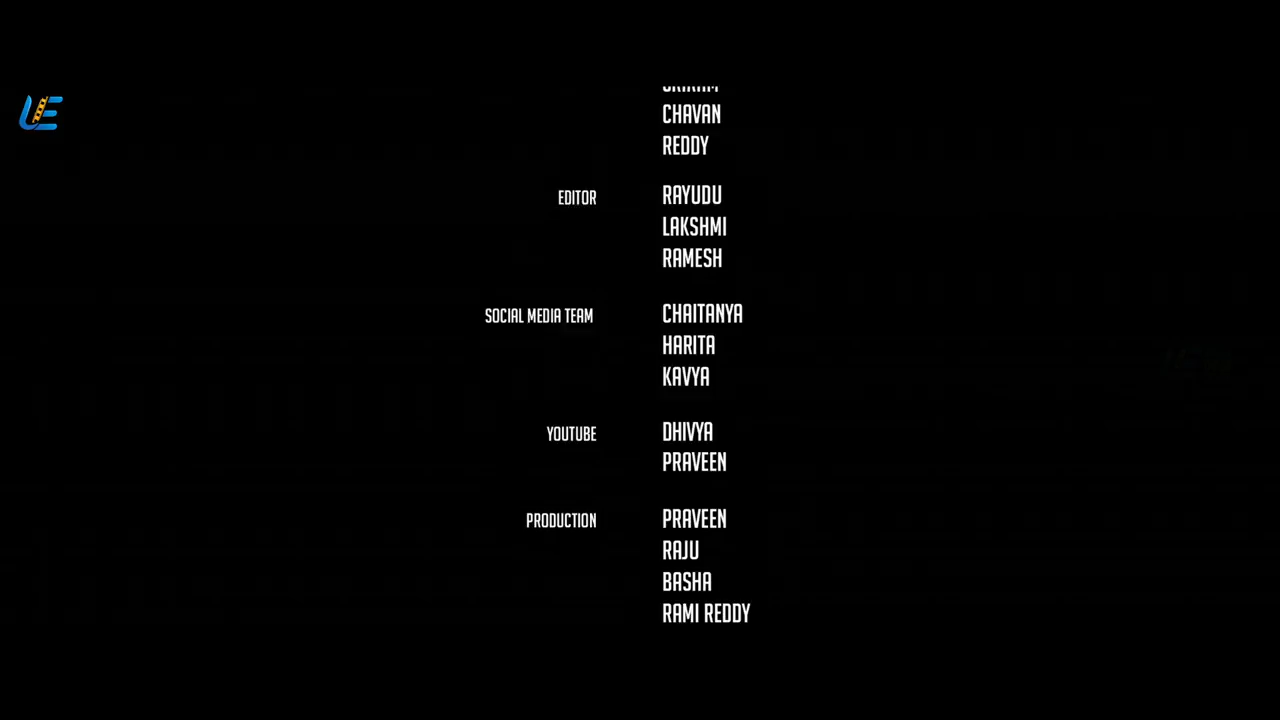 CHAVAN
REDDY
EDITOR RAYUDU
LAKSHMI
RAMESH
SOCIAL MEDIA TEAM CHAITANYA
HARITA
KAVYA
YOUTUBE DHIVYA
PRAVEEN
PRODUCTION PRAVEEN
RAJU
BASHA
RAMI REDDY
UE